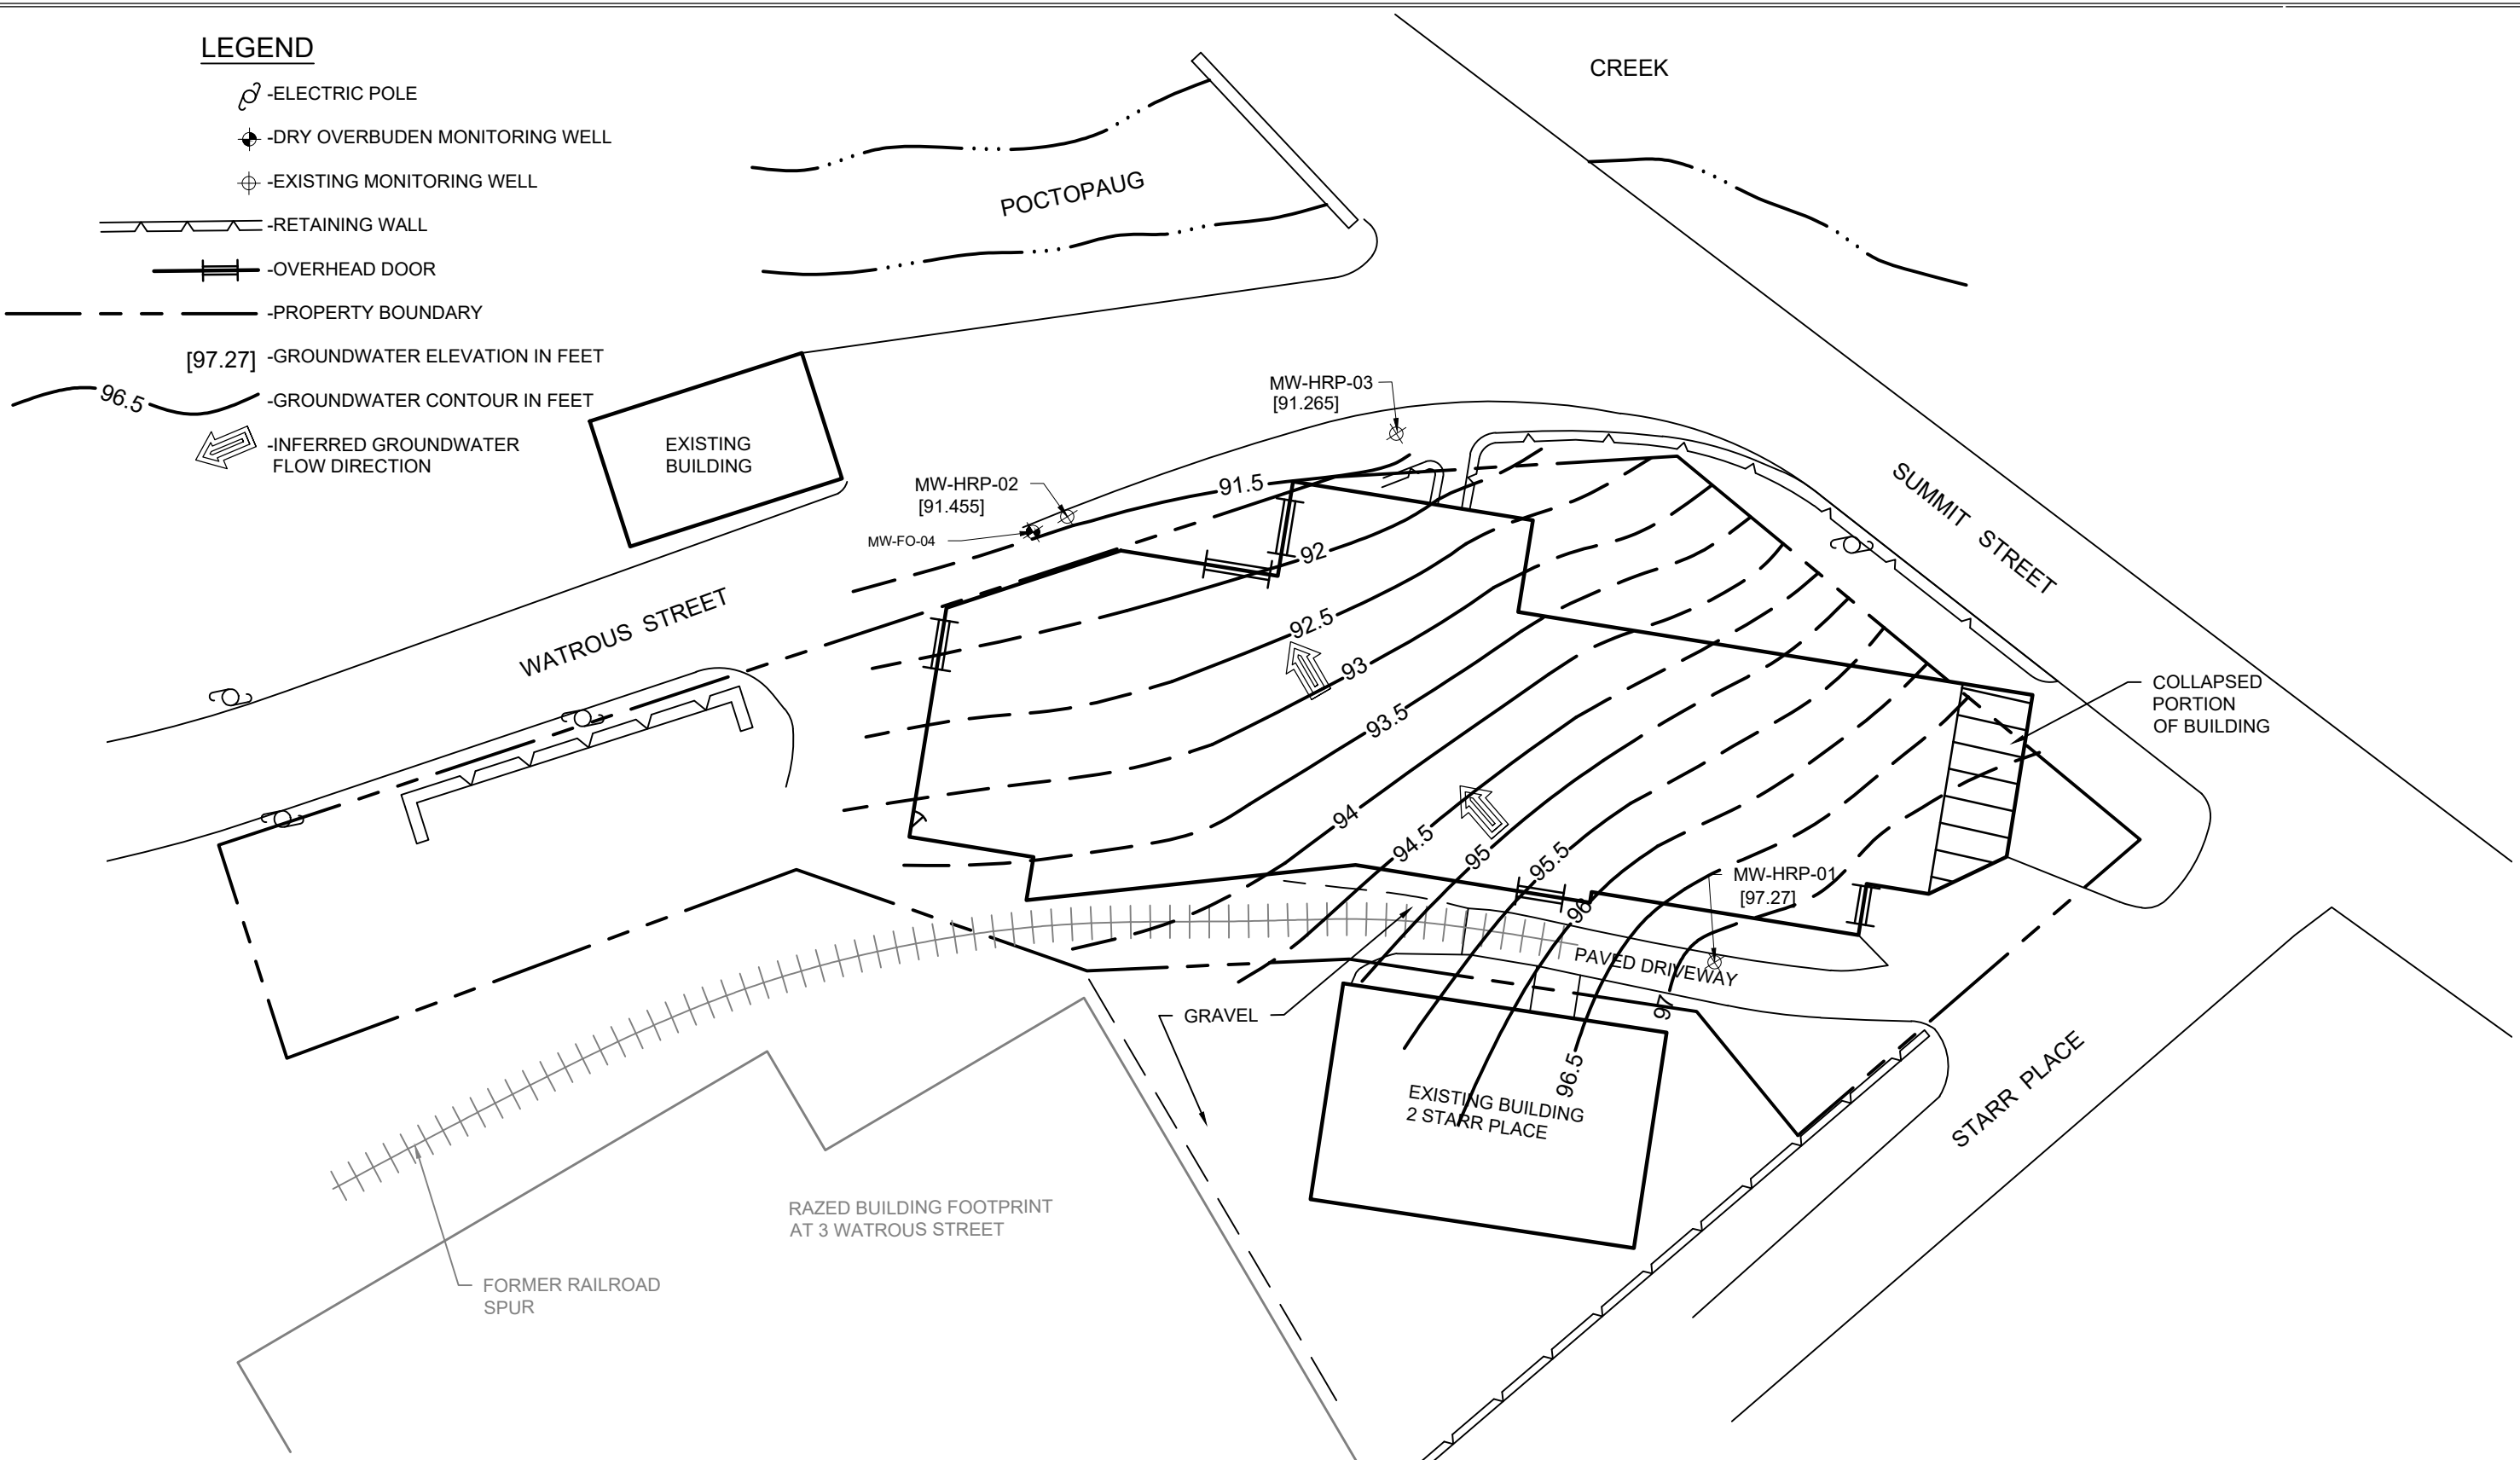 LEGEND
-ELECTRIC POLE
-DRY OVERBUDEN MONITORING WELL
-EXISTING MONITORING WELL
-RETAINING WALL
-OVERHEAD DOOR
-PROPERTY BOUNDARY
[97.27] -GROUNDWATER ELEVATION IN FEET
96.5 -GROUNDWATER CONTOUR IN FEET
-INFERRED GROUNDWATER
FLOW DIRECTION
CREEK
POCTOPAUG
EXISTING
BUILDING
MW-HRP-03
[91.265]
MW-HRP-02
[91.455]
MW-FO-04
91.5
92
92.5
93
93.5
94
94.5
95
95.5
96
96.5
97
WATROUS STREET
SUMMIT STREET
COLLAPSED
PORTION
OF BUILDING
MW-HRP-01
[97.27]
PAVED DRIVEWAY
GRAVEL
EXISTING BUILDING
2 STARR PLACE
STARR PLACE
RAZED BUILDING FOOTPRINT
AT 3 WATROUS STREET
FORMER RAILROAD
SPUR